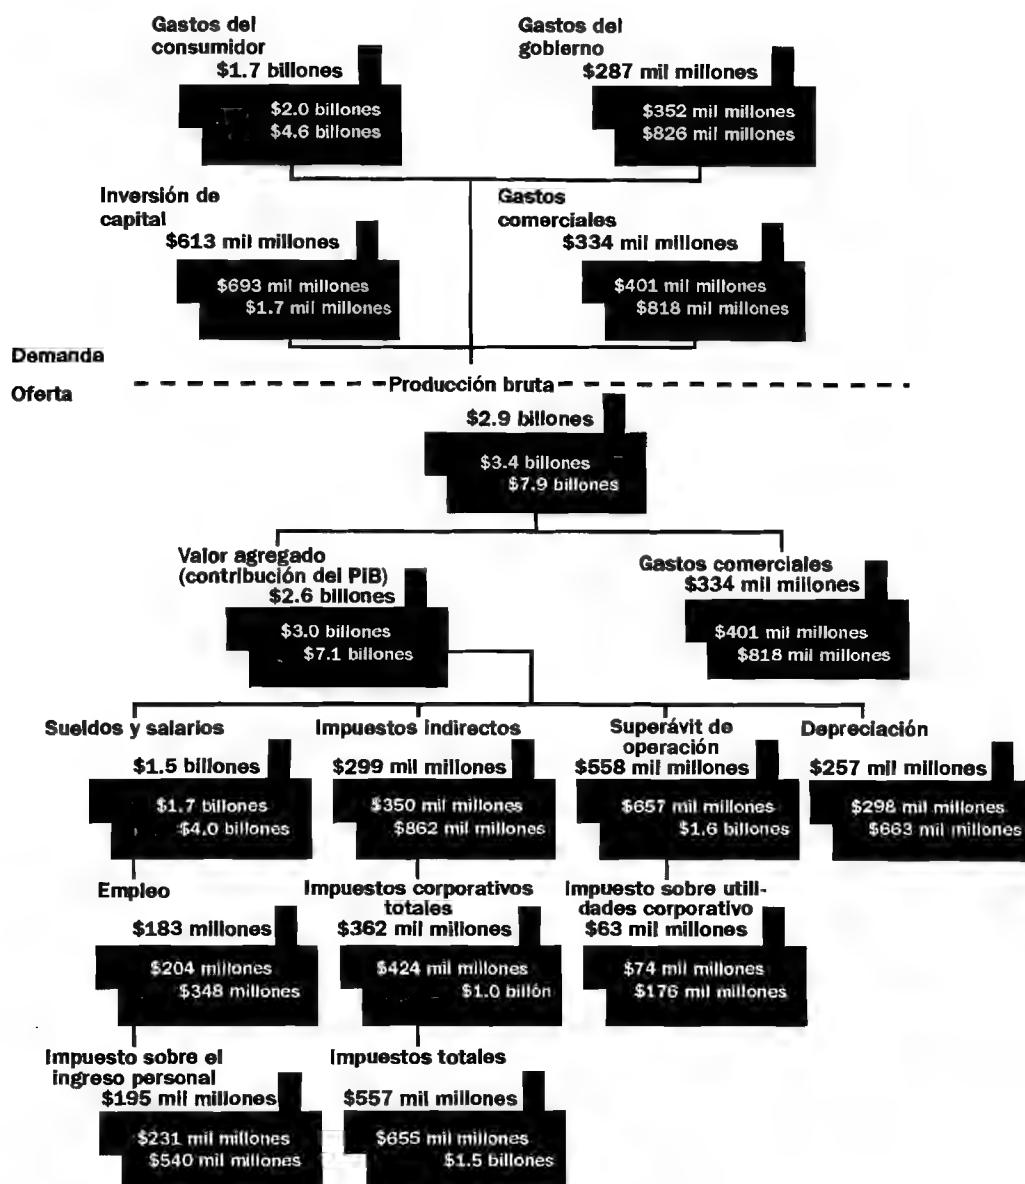 Gastos del
consumidor
$1.7 billones
$2.0 billones
$4.6 billones
Gastos del
gobierno
$287 mil millones
$352 mil millones
$826 mil millones
Inversión de
capital
$613 mil millones
$693 mil millones
$1.7 mil millones
Gastos
comerciales
$334 mil millones
$401 mil millones
$818 mil millones
Demanda
Oferta
Producción bruta
$2.9 billones
$3.4 billones
$7.9 billones
Valor agregado
(contribución del PIB)
$2.6 billones
$3.0 billones
$7.1 billones
Gastos comerciales
$334 mil millones
$401 mil millones
$818 mil millones
Sueldos y salarios
$1.5 billones
$1.7 billones
$4.0 billones
Impuestos indirectos
$299 mil millones
$350 mil millones
$862 mil millones
Superávit de
operación
$558 mil millones
$657 mil millones
$1.6 billones
Depreciación
$257 mil millones
$298 mil millones
$663 mil millones
Empleo
$183 millones
$204 millones
$348 millones
Impuestos corporativos
totales
$362 mil millones
$424 mil millones
$1.0 billón
Impuesto sobre utili-
dades corporativo
$63 mil millones
$74 mil millones
$176 mil millones
Impuesto sobre el
ingreso personal
$195 mil millones
$231 mil millones
$540 mil millones
Impuestos totales
$557 mil millones
$655 mil millones
$1.5 billones